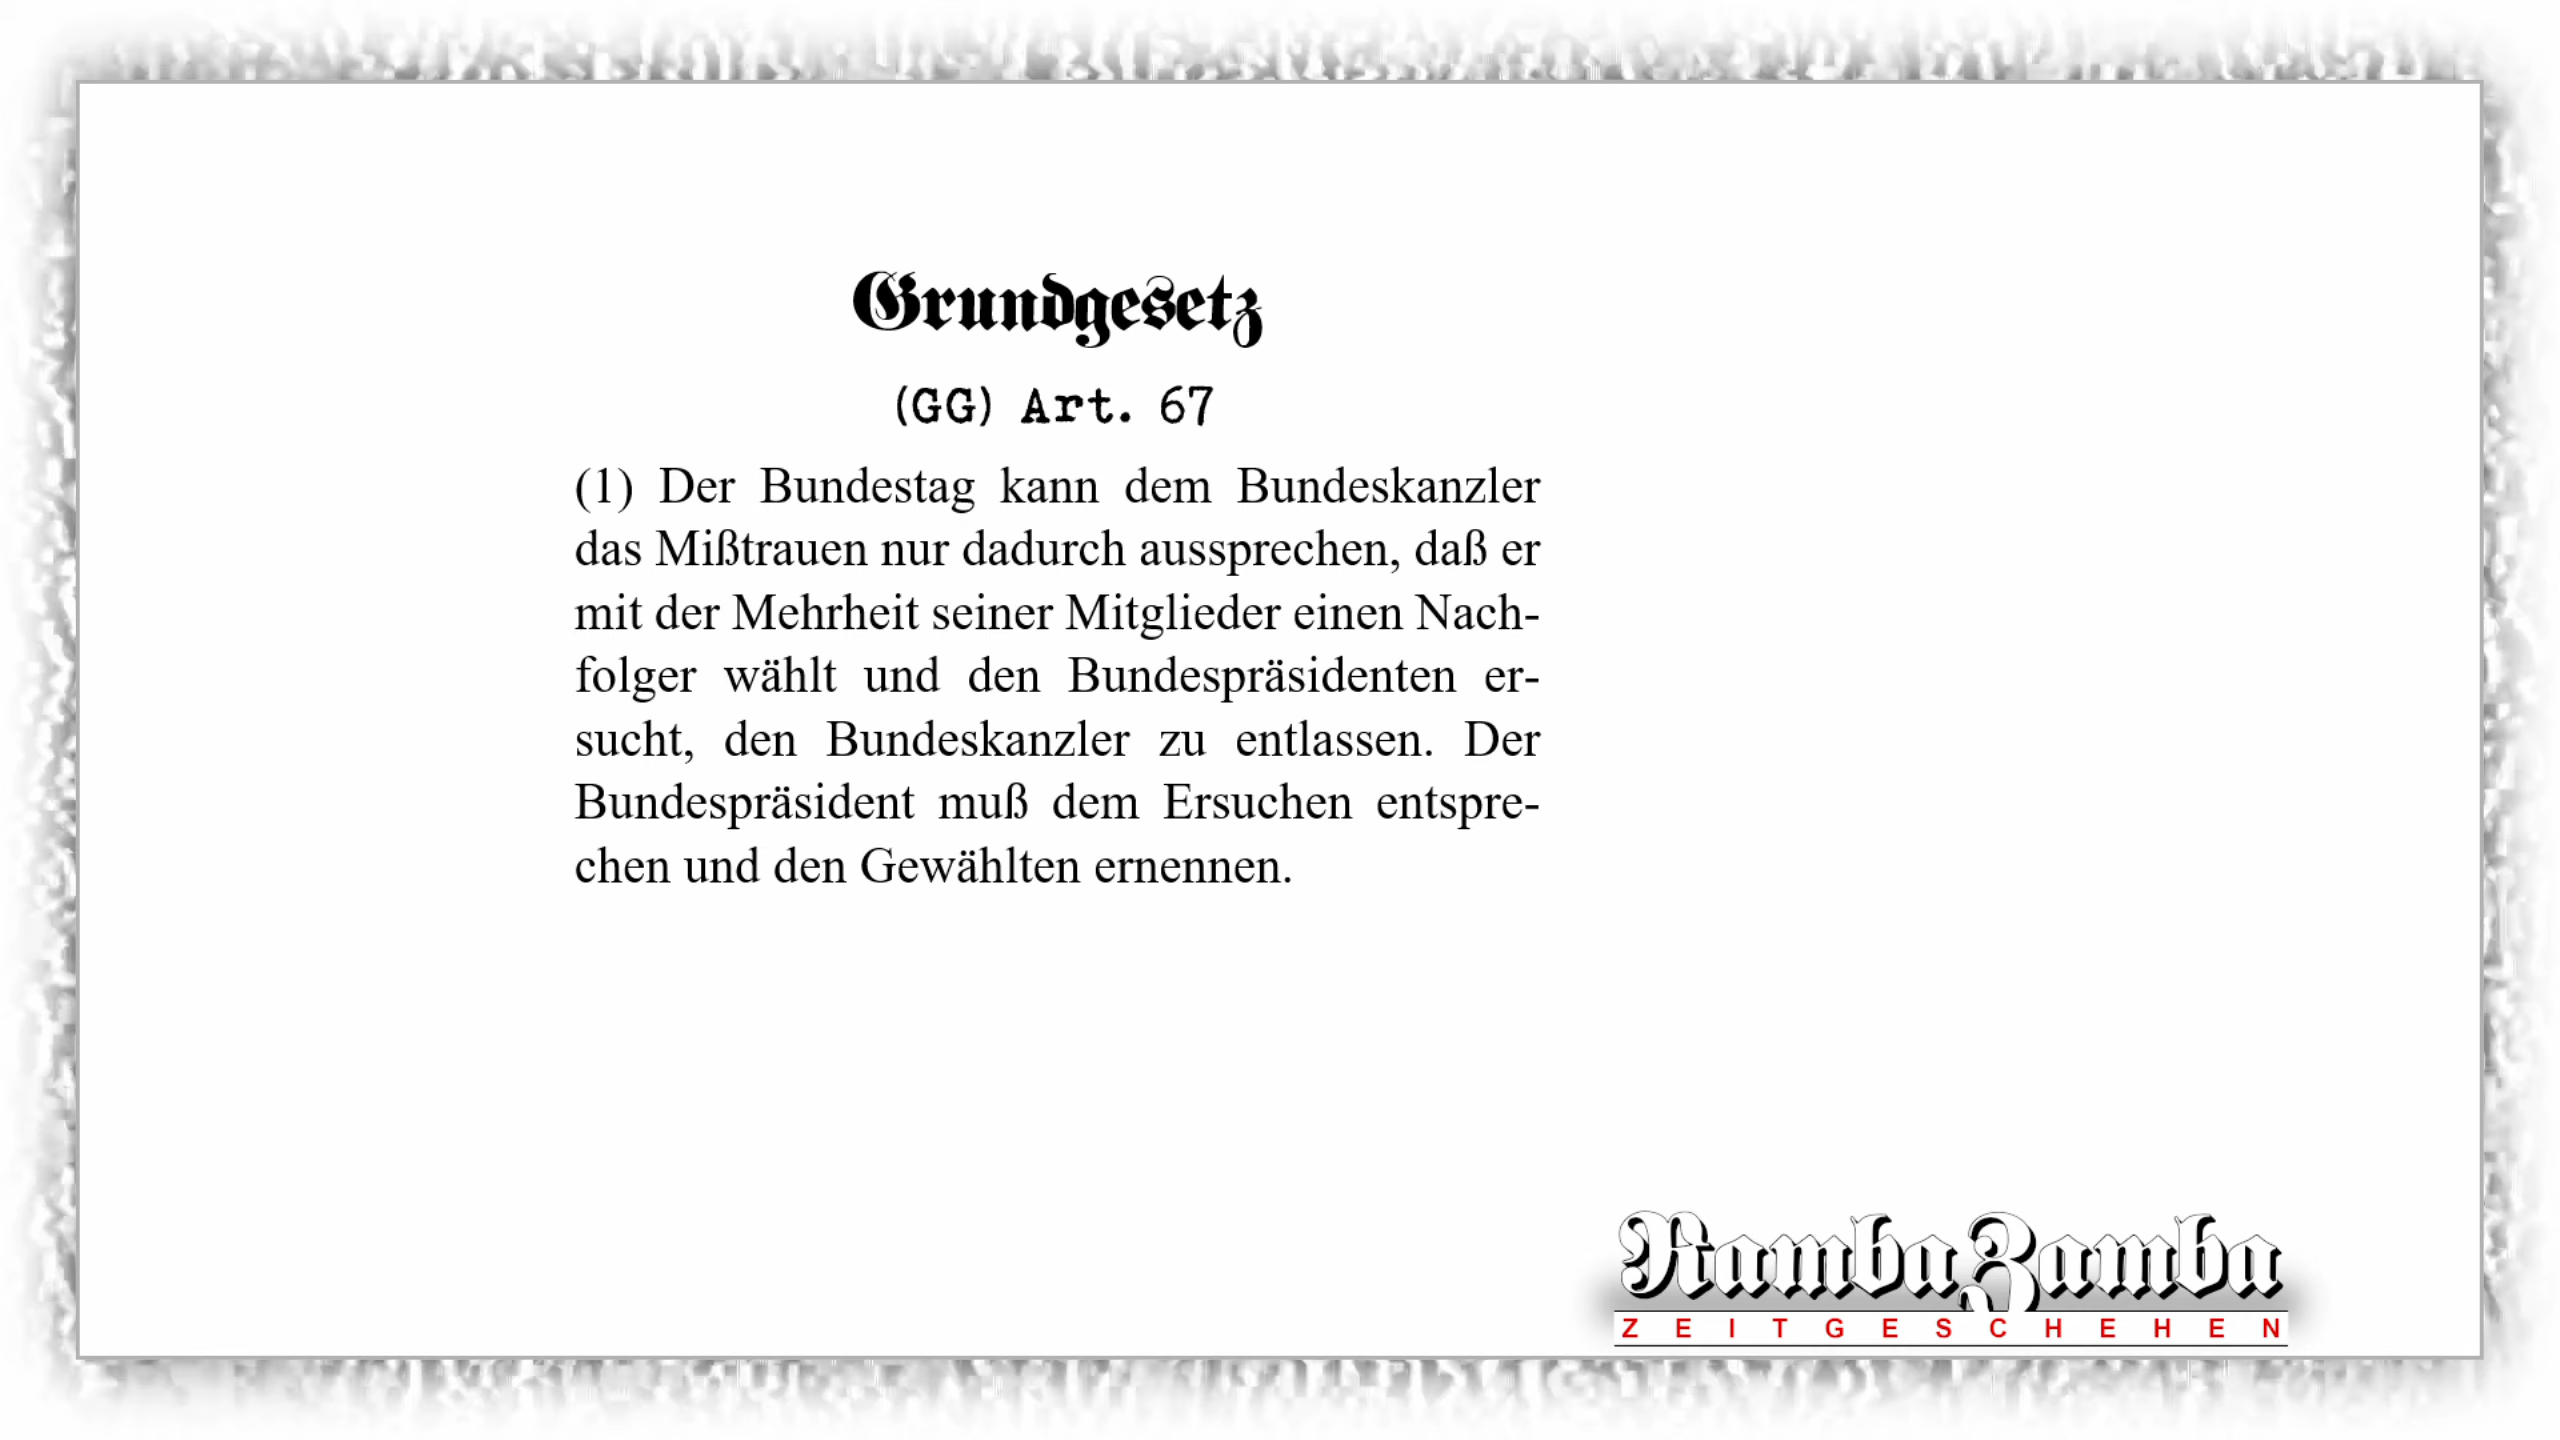 Grundgesetz
(GG) Art. 67
(1) Der Bundestag kann dem Bundeskanzler
das Mißtrauen nur dadurch aussprechen, daß er
mit der Mehrheit seiner Mitglieder einen Nach-
folger wählt und den Bundespräsidenten er-
sucht, den Bundeskanzler zu entlassen. Der
Bundespräsident muß dem Ersuchen entspre-
chen und den Gewählten ernennen.
RambaZamba
ZEITGESCHEHEN